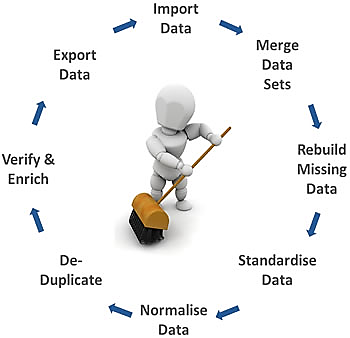 Import
Data
Merge
Data
Sets
Rebuild
Missing
Data
Standardise
Data
Normalise
Data
De-
Duplicate
Verify &
Enrich
Export
Data